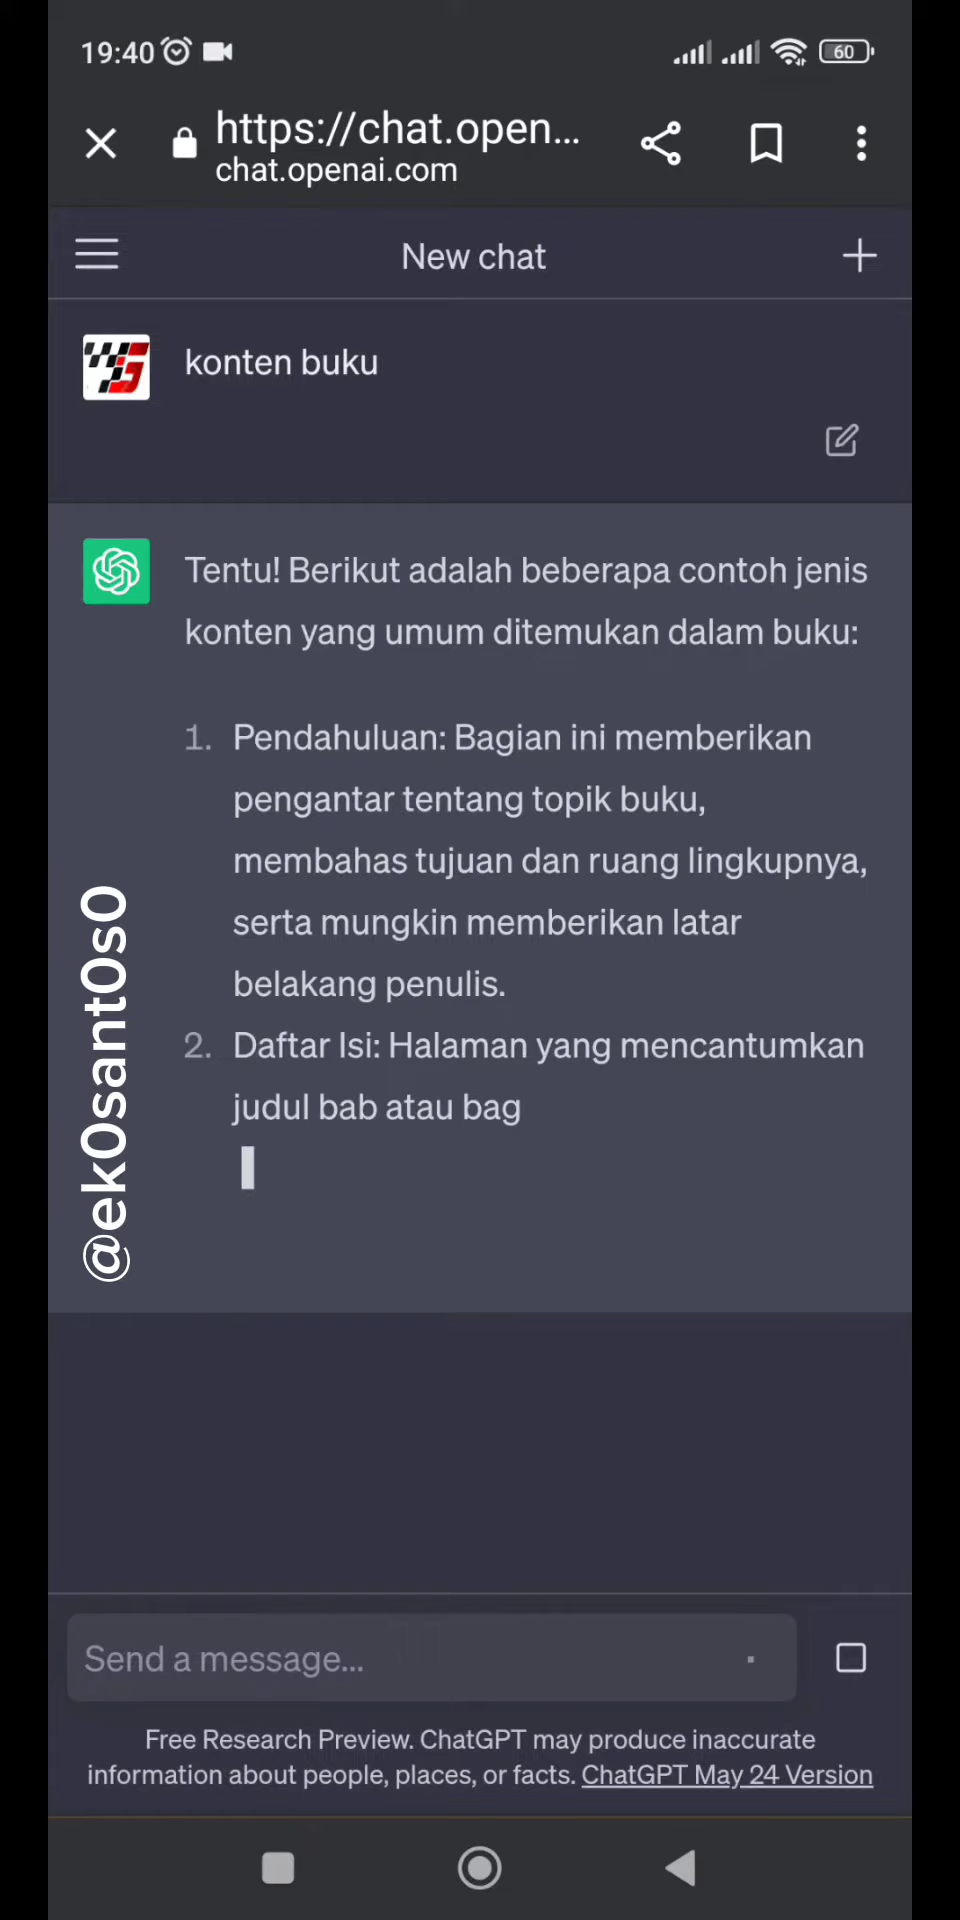 19:40
60
https://chat.open...
chat.openai.com
New chat
konten buku
Tentu! Berikut adalah beberapa contoh jenis
konten yang umum ditemukan dalam buku:
1. Pendahuluan: Bagian ini memberikan
pengantar tentang topik buku,
membahas tujuan dan ruang lingkupnya,
serta mungkin memberikan latar
belakang penulis.
2. Daftar Isi: Halaman yang mencantumkan
judul bab atau bag
@ek0sant0s0
Send a message...
Free Research Preview. ChatGPT may produce inaccurate
information about people, places, or facts. ChatGPT May 24 Version